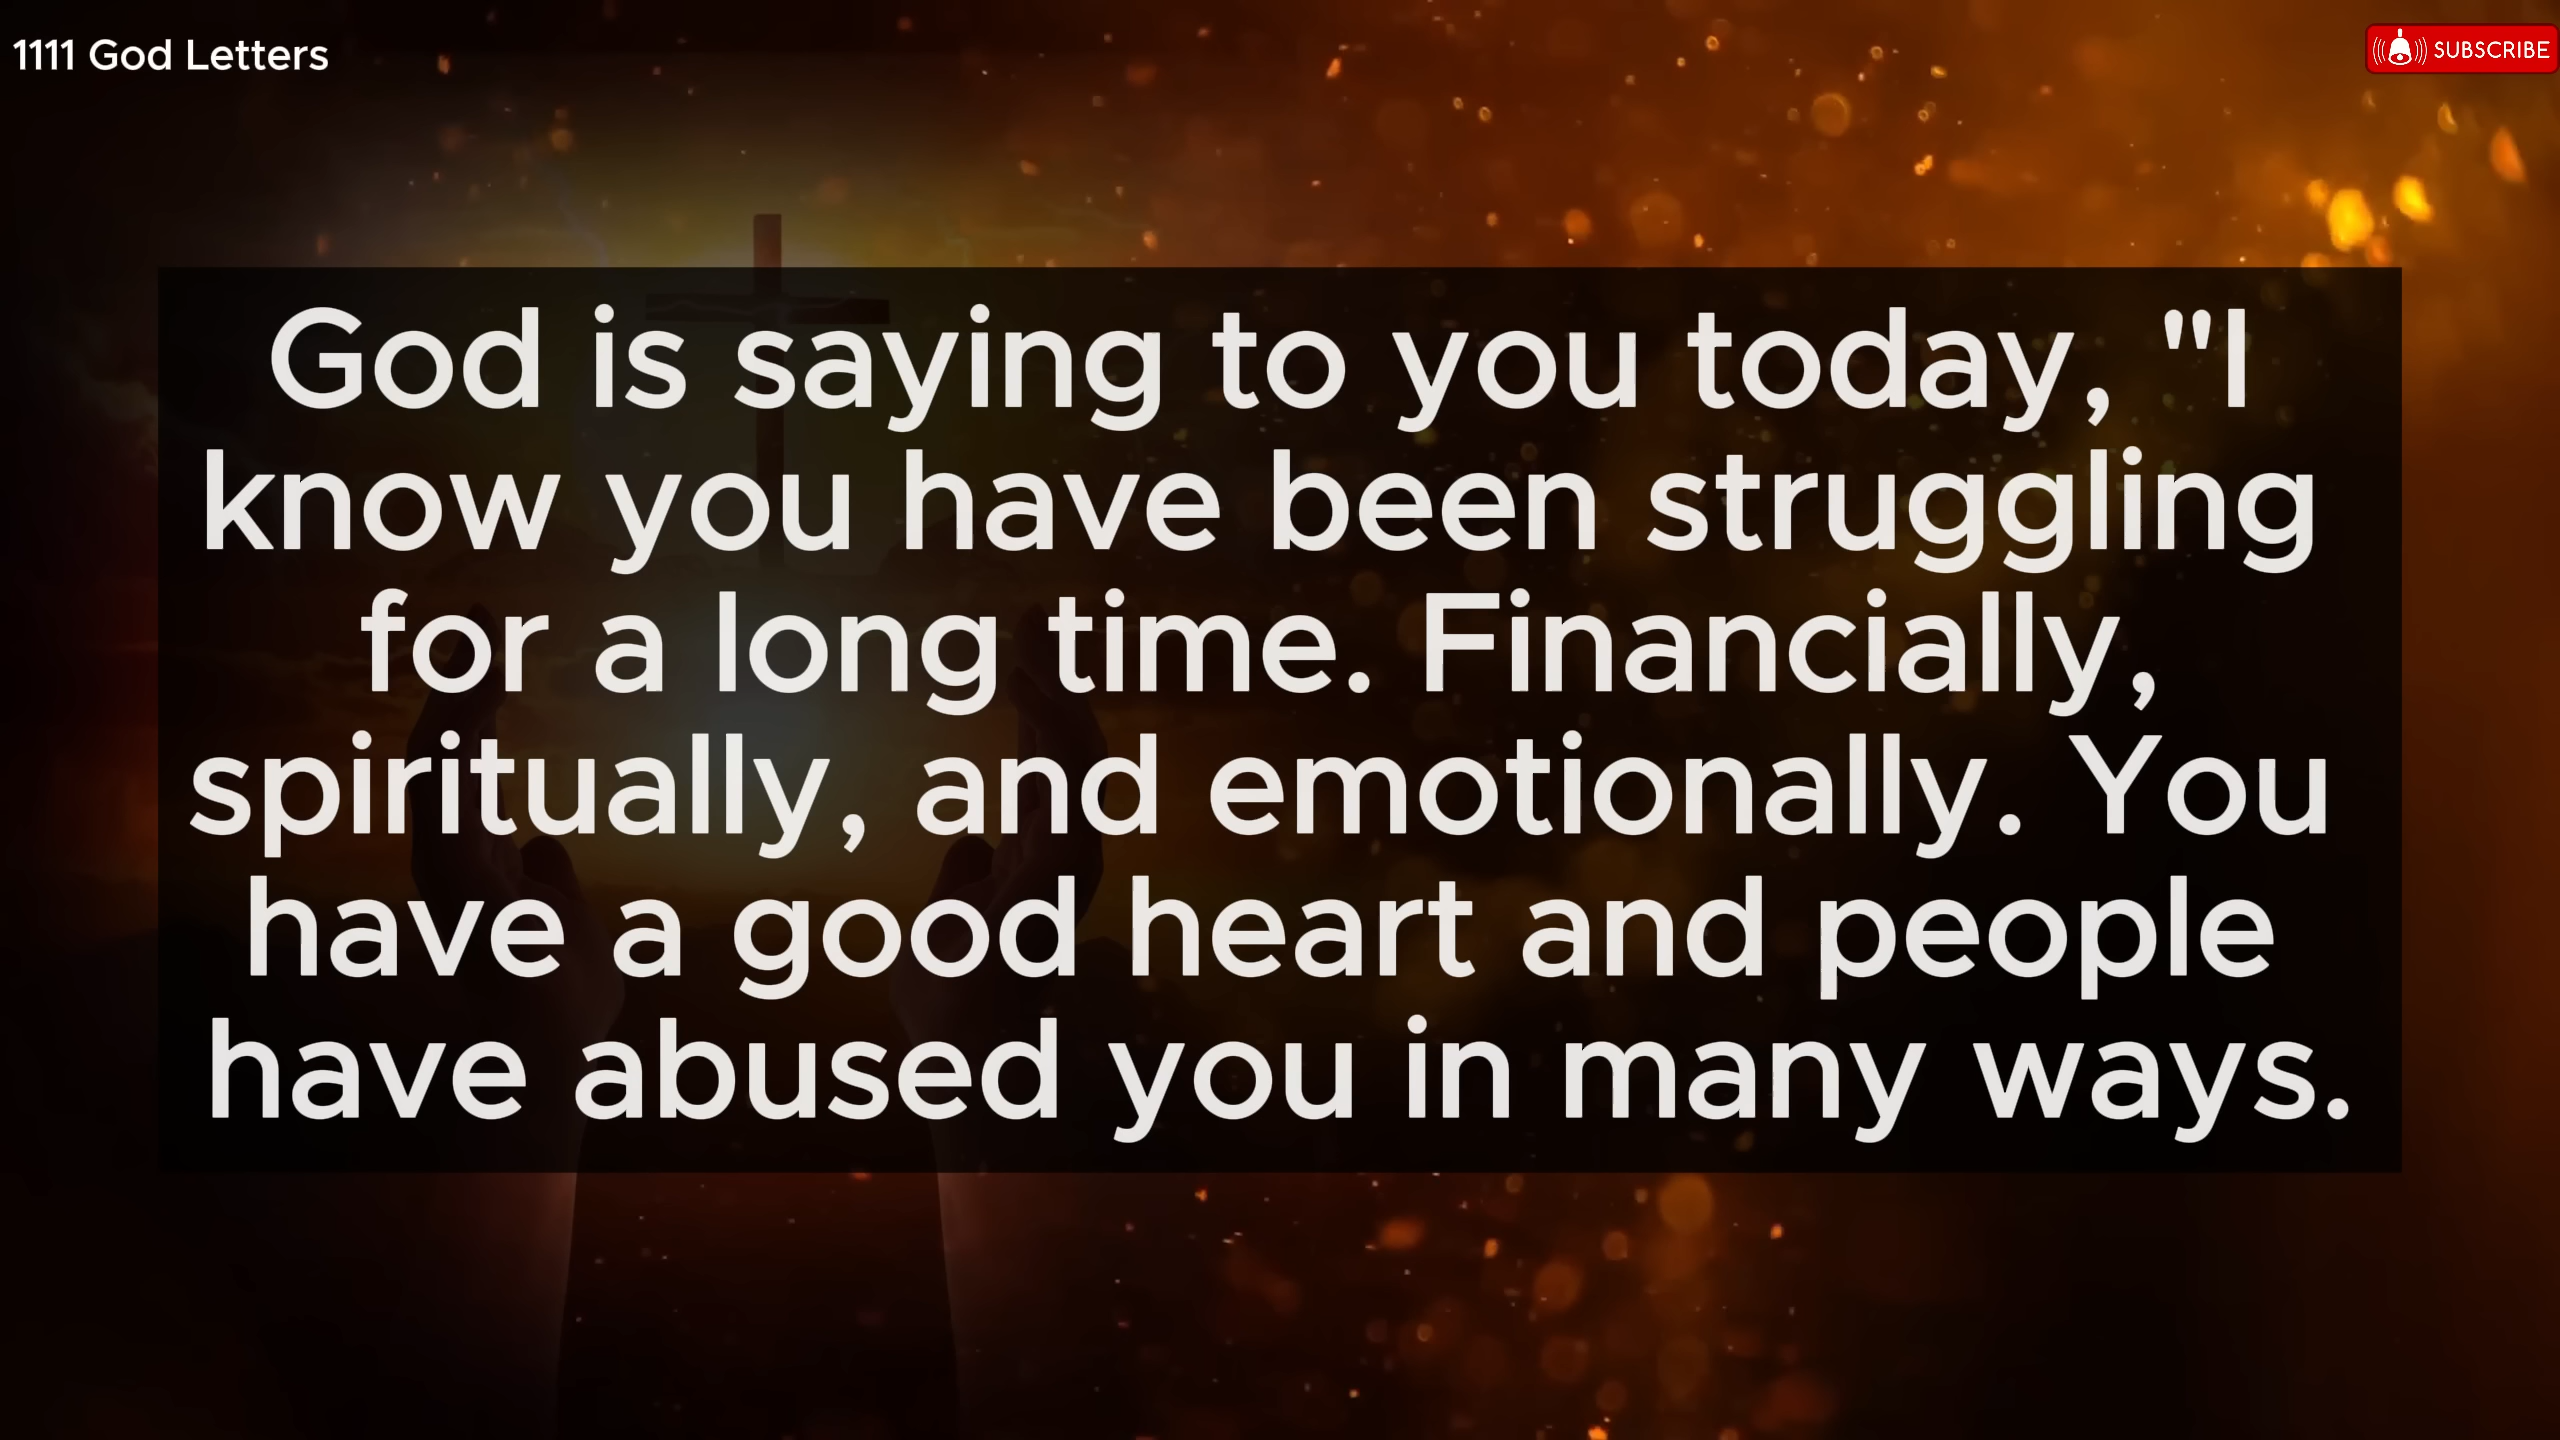 1111 God Letters
SUBSCRIBE
God is saying to you today, "I
know you have been struggling
for a long time. Financially,
spiritually, and emotionally. You
have a good heart and people
have abused you in many ways.